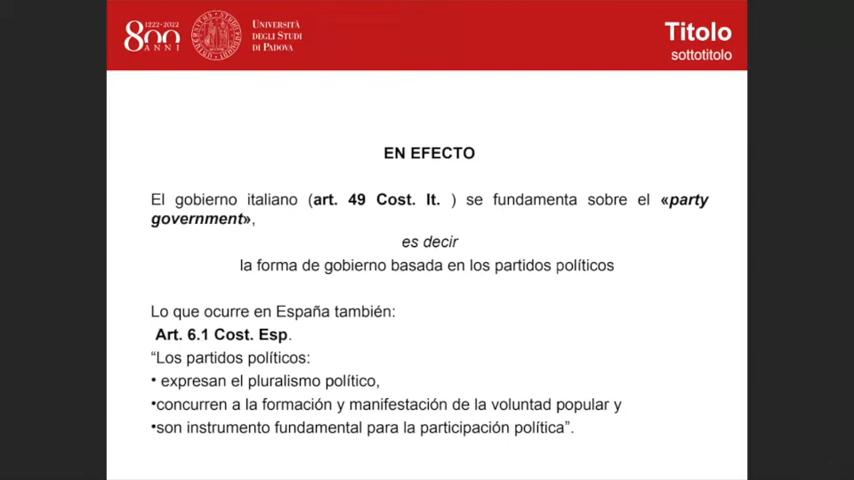 1222·2022
800
ANNI
UNIVERSITÀ
DEGLI STUDI
DI PADOVA
Titolo
sottotitolo
EN EFECTO
El gobierno italiano (art. 49 Cost. It. ) se fundamenta sobre el «party
government»,
es decir
la forma de gobierno basada en los partidos políticos
Lo que ocurre en España también:
Art. 6.1 Cost. Esp.
“Los partidos políticos:
• expresan el pluralismo político,
•concurren a la formación y manifestación de la voluntad popular y
•son instrumento fundamental para la participación política”.